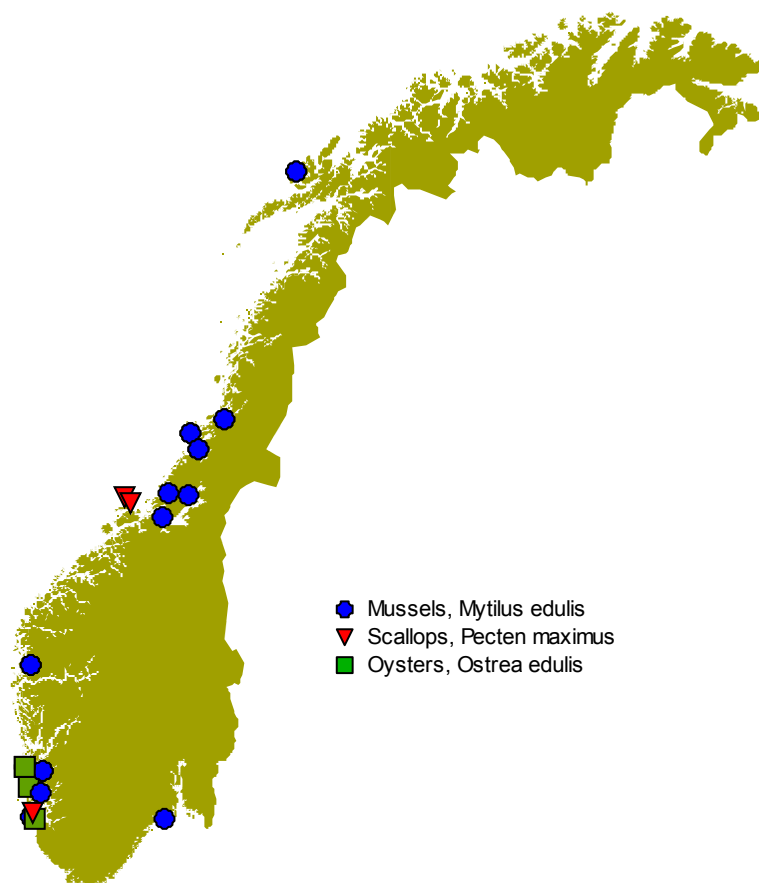 Mussels, Mytilus edulis
Scallops, Pecten maximus
Oysters, Ostrea edulis